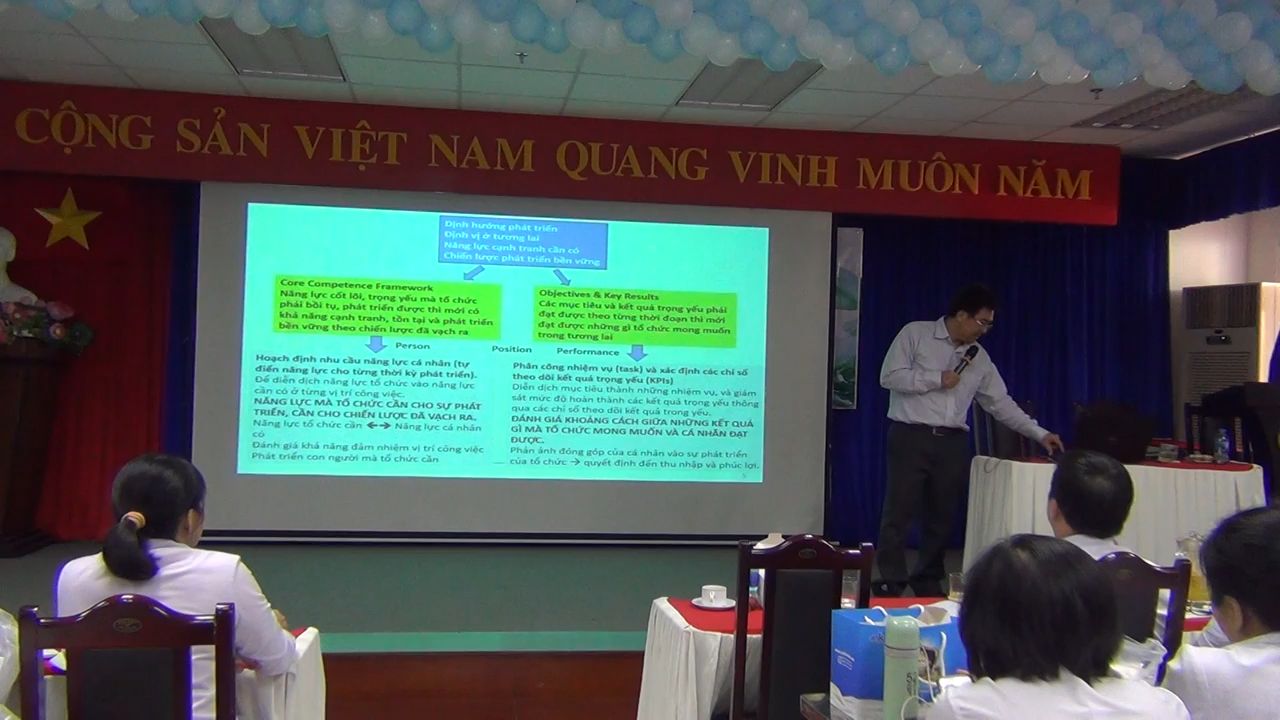 CỘNG SẢN VIỆT NAM QUANG VINH MUÔN NĂM
Định hướng phát triển
Định vị ở tương lai
Năng lực cạnh tranh cần có
Chiến lược phát triển bền vững
Core Competence Framework
Năng lực cốt lõi, trọng yếu mà tổ chức
phải bồi tụ, phát triển được thì mới có
khả năng cạnh tranh, tồn tại và phát triển
bền vững theo chiến lược đã vạch ra
Objectives & Key Results
Các mục tiêu và kết quả trọng yếu phải
đạt được theo từng thời đoạn thì mới
đạt được những gì tổ chức mong muốn
trong tương lai
Person
Position
Performance
Hoạch định nhu cầu năng lực cá nhân (tự
điển năng lực cho từng thời kỳ phát triển).
Để diễn dịch năng lực tổ chức vào năng lực
cần có ở từng vị trí công việc.
NĂNG LỰC MÀ TỔ CHỨC CẦN CHO SỰ PHÁT
TRIỂN, CẦN CHO CHIẾN LƯỢC ĐÃ VẠCH RA.
Năng lực tổ chức cần ↔ Năng lực cá nhân
có
Đánh giá khả năng đảm nhiệm vị trí công việc
Phát triển con người mà tổ chức cần
Phân công nhiệm vụ (task) và xác định các chỉ số
theo dõi kết quả trọng yếu (KPIs)
Diễn dịch mục tiêu thành những nhiệm vụ, và giám
sát mức độ hoàn thành các kết quả trọng yếu thông
qua các chỉ số theo dõi kết quả trọng yếu.
ĐÁNH GIÁ KHOẢNG CÁCH GIỮA NHỮNG KẾT QUẢ
GÌ MÀ TỔ CHỨC MONG MUỐN VÀ CÁ NHÂN ĐẠT
ĐƯỢC.
Phản ánh đóng góp của cá nhân vào sự phát triển
của tổ chức → quyết định đến thu nhập và phúc lợi.
5